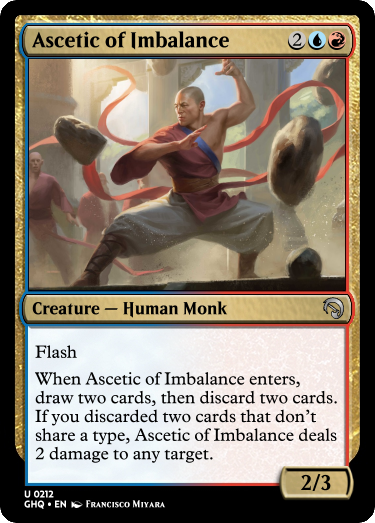 Ascetic of Imbalance 2
Creature — Human Monk
Flash
When Ascetic of Imbalance enters,
draw two cards, then discard two cards.
If you discarded two cards that don't
share a type, Ascetic of Imbalance deals
2 damage to any target.
2/3
U 0212
GHQ • EN Francisco Miyara